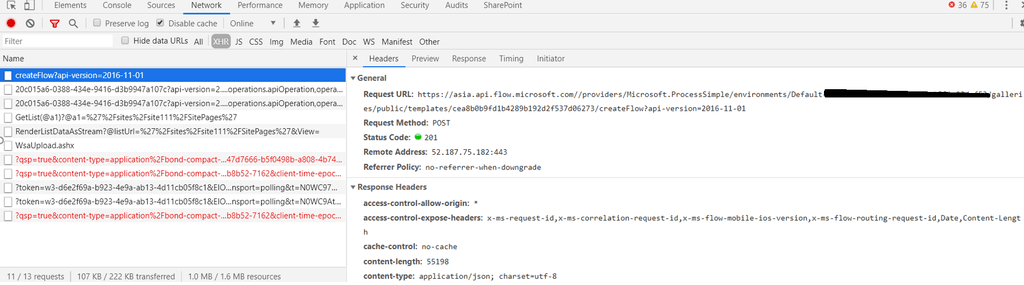 Elements Console Sources Network Performance Memory Application Security Audits SharePoint 36 75
Preserve log Disable cache Online
Filter Hide data URLs All XHR JS CSS Img Media Font Doc WS Manifest Other
Name
createFlow?api-version=2016-11-01
20c015a6-0388-434e-9416-d3b9947a107c?api-version=2....operations.apiOperation,opera...
20c015a6-0388-434e-9416-d3b9947a107c?api-version=2....operations.apiOperation,opera...
GetList(@a1)?@a1=%27%2Fsites%2Fsite111%2FSitePages%27
RenderListDataAsStream?@listUrl=%27%2Fsites%2Fsite111%2FSitePages%27&View=
WsaUpload.ashx
?qsp=true&content-type=application%2Fbond-compact-...47d7666-b5f0498b-a808-4b74...
?qsp=true&content-type=application%2Fbond-compact-...b8b52-7162&client-time-epoc...
?token=w3-d6e2f69a-b923-4e9a-ab13-4d11cb05f8c1&EIO...nsport=polling&t=N0WC97...
?token=w3-d6e2f69a-b923-4e9a-ab13-4d11cb05f8c1&EIO...nsport=polling&t=N0WC9At...
?qsp=true&content-type=application%2Fbond-compact-...b8b52-7162&client-time-epoc...
11 / 13 requests 107 KB / 222 KB transferred 1.0 MB / 1.6 MB resources
Headers Preview Response Timing Initiator
General
Request URL: https://asia.api.flow.microsoft.com//providers/Microsoft.ProcessSimple/environments/Default /galler
ies/public/templates/cea8b0b9fd1b4289b192d2f537d06273/createFlow?api-version=2016-11-01
Request Method: POST
Status Code: 201
Remote Address: 52.187.75.182:443
Referrer Policy: no-referrer-when-downgrade
Response Headers
access-control-allow-origin: *
access-control-expose-headers: x-ms-request-id,x-ms-correlation-request-id,x-ms-flow-mobile-ios-version,x-ms-flow-routing-request-id,Date,Content-Lengt
h
cache-control: no-cache
content-length: 55198
content-type: application/json; charset=utf-8